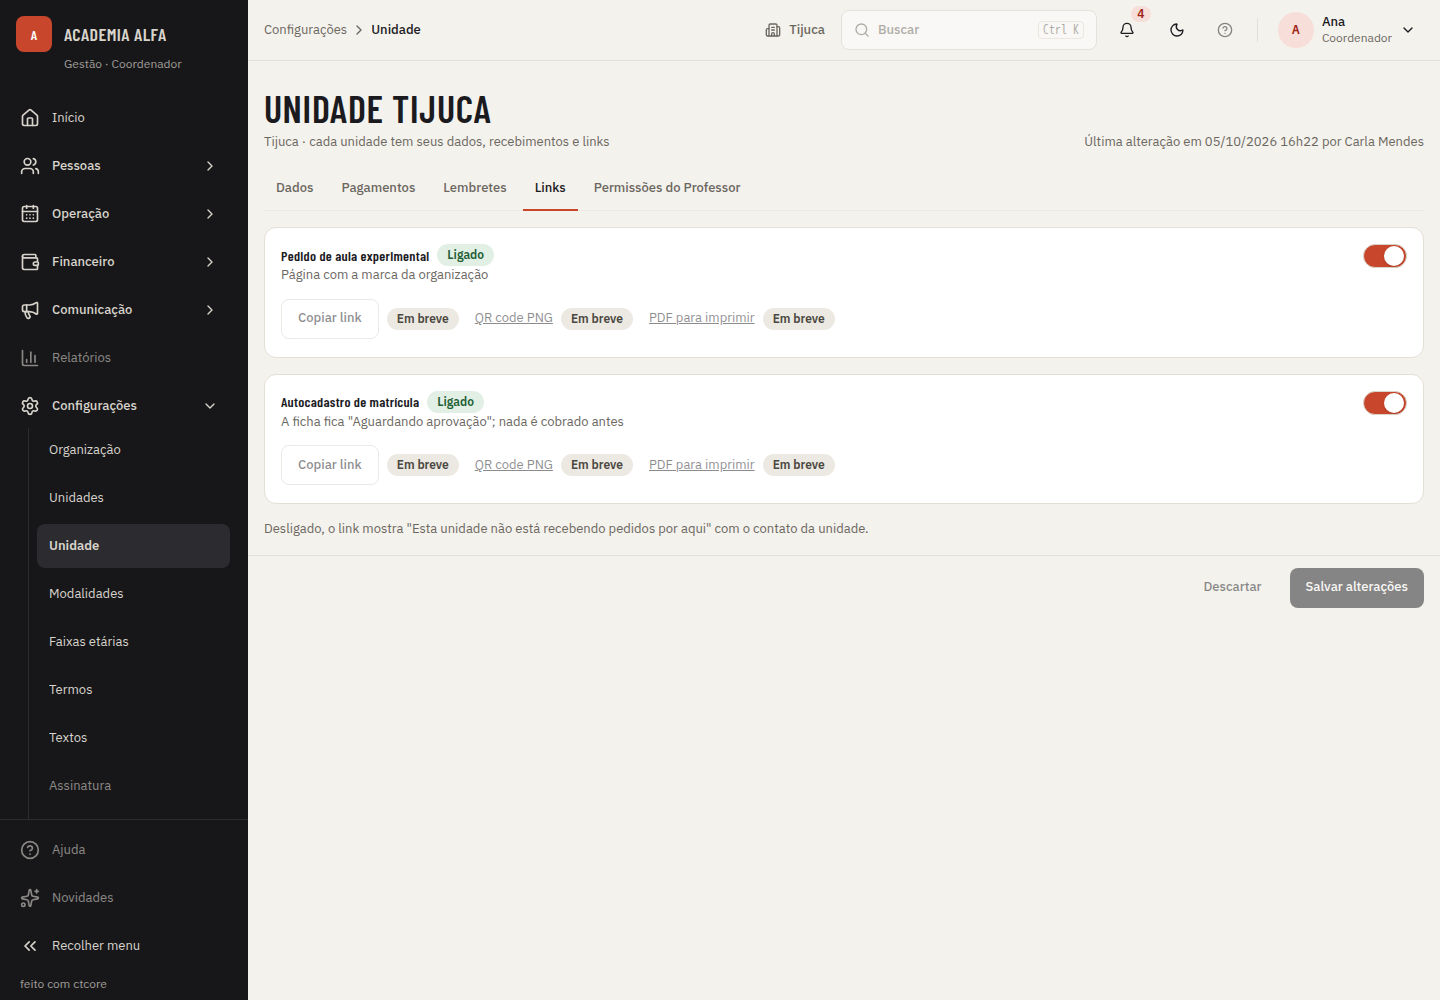 A
ACADEMIA ALFA
Gestão · Coordenador
Início
Pessoas
Operação
Financeiro
Comunicação
Relatórios
Configurações
Organização
Unidades
Unidade
Modalidades
Faixas etárias
Termos
Textos
Assinatura
Ajuda
Novidades
Recolher menu
feito com ctcore
Configurações > Unidade
Tijuca
Buscar
Ctrl K
4
A
Ana
Coordenador
UNIDADE TIJUCA
Tijuca · cada unidade tem seus dados, recebimentos e links
Última alteração em 05/10/2026 16h22 por Carla Mendes
Dados Pagamentos Lembretes Links Permissões do Professor
Pedido de aula experimental Ligado
Página com a marca da organização
Copiar link Em breve QR code PNG Em breve PDF para imprimir Em breve
Autocadastro de matrícula Ligado
A ficha fica "Aguardando aprovação"; nada é cobrado antes
Copiar link Em breve QR code PNG Em breve PDF para imprimir Em breve
Desligado, o link mostra "Esta unidade não está recebendo pedidos por aqui" com o contato da unidade.
Descartar Salvar alterações